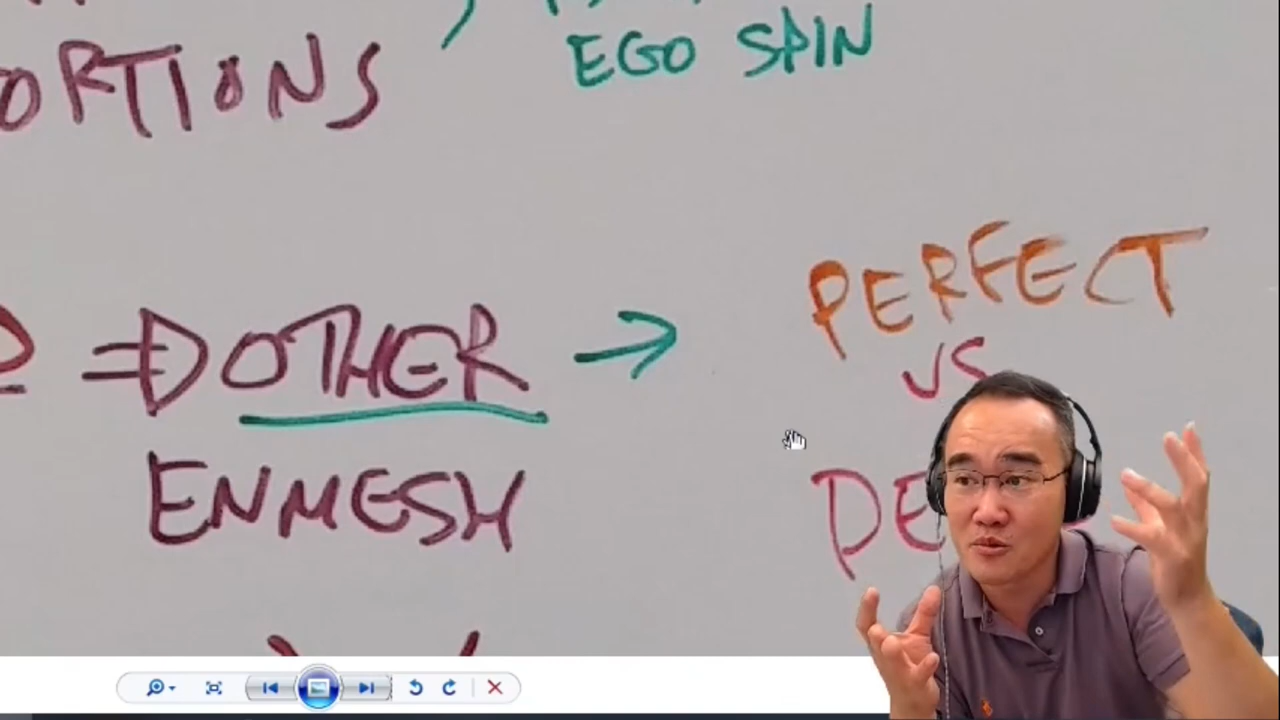 ORTIONS
EGO SPIN
PERFECT
VS
⇒ OTHER →
ENMESH